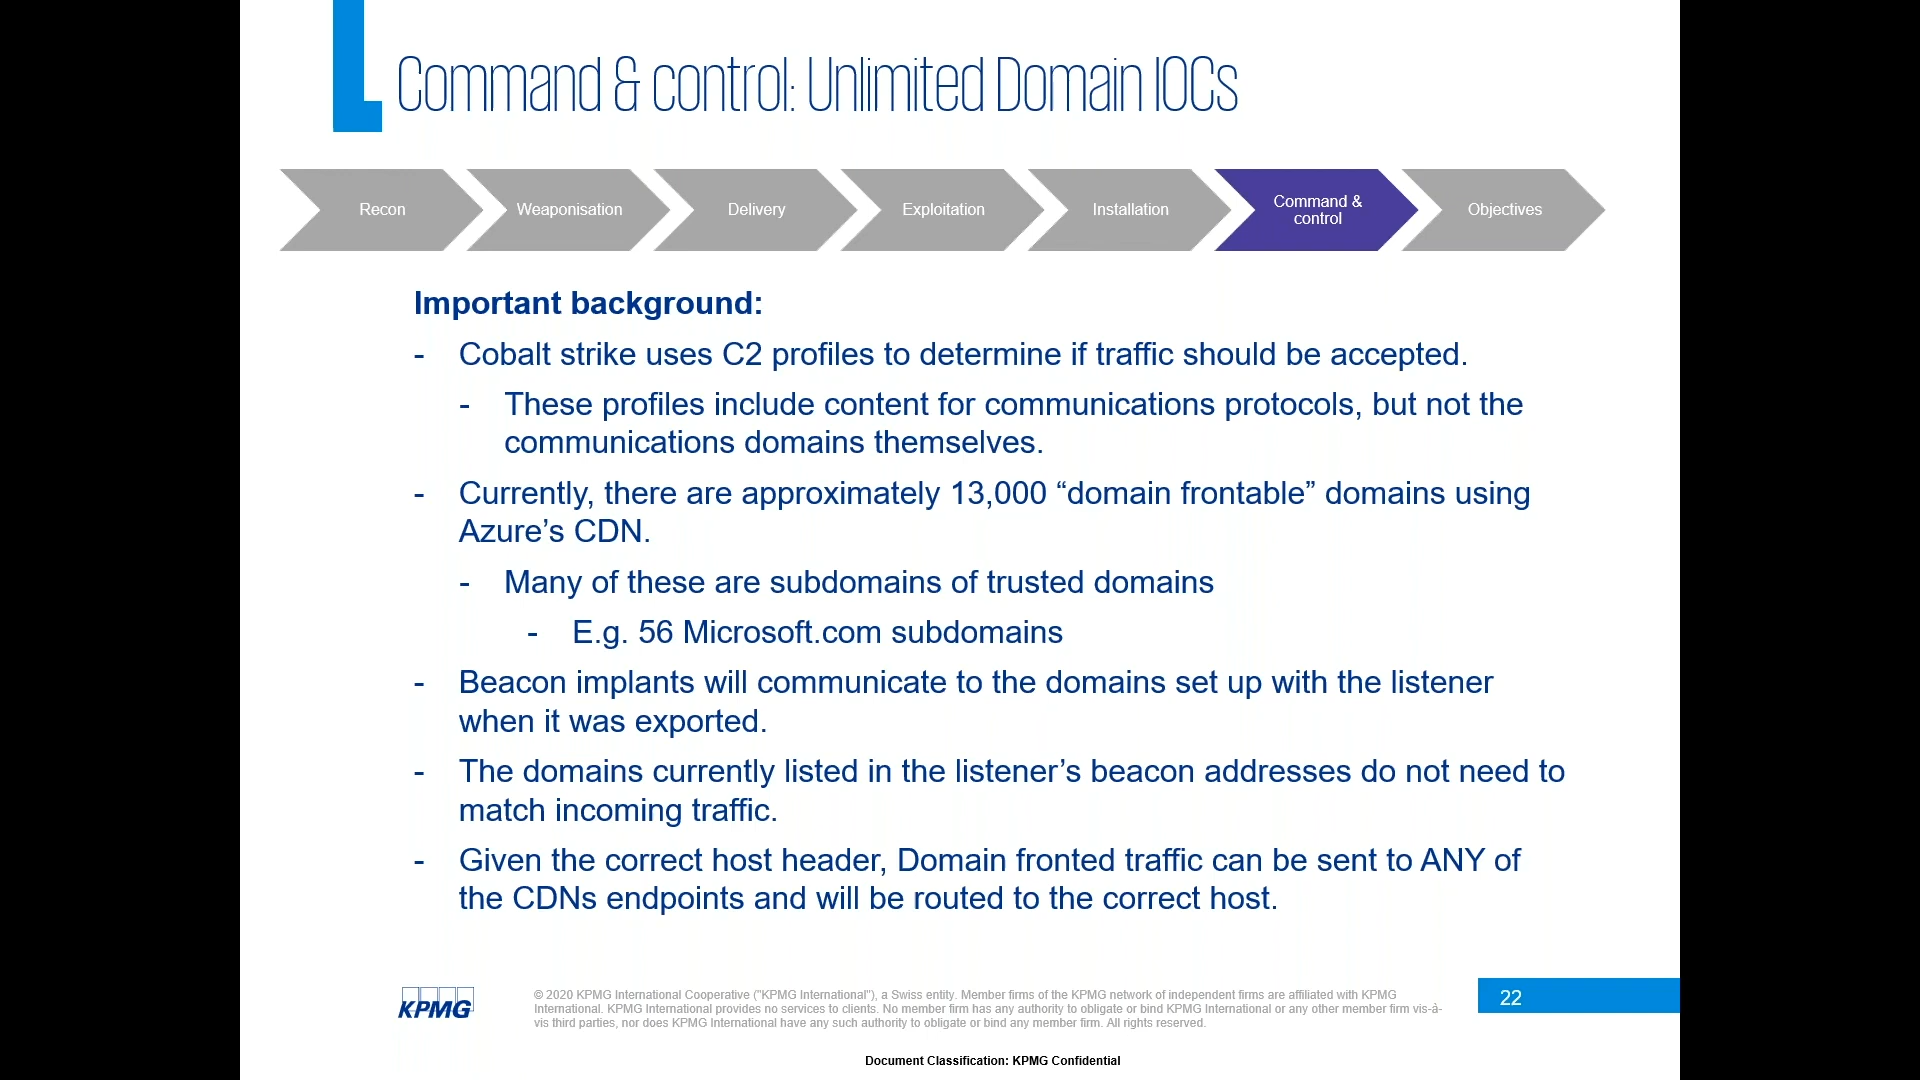 Command & control: Unlimited Domain IOCs
Recon
Weaponisation
Delivery
Exploitation
Installation
Command &
control
Objectives
Important background:
- Cobalt strike uses C2 profiles to determine if traffic should be accepted.
- These profiles include content for communications protocols, but not the
communications domains themselves.
- Currently, there are approximately 13,000 “domain frontable” domains using
Azure’s CDN.
- Many of these are subdomains of trusted domains
- E.g. 56 Microsoft.com subdomains
- Beacon implants will communicate to the domains set up with the listener
when it was exported.
- The domains currently listed in the listener’s beacon addresses do not need to
match incoming traffic.
- Given the correct host header, Domain fronted traffic can be sent to ANY of
the CDNs endpoints and will be routed to the correct host.
KPMG
© 2020 KPMG International Cooperative ("KPMG International"), a Swiss entity. Member firms of the KPMG network of independent firms are affiliated with KPMG
International. KPMG International provides no services to clients. No member firm has any authority to obligate or bind KPMG International or any other member firm vis-à-
vis third parties, nor does KPMG International have any such authority to obligate or bind any member firm. All rights reserved.
22
Document Classification: KPMG Confidential